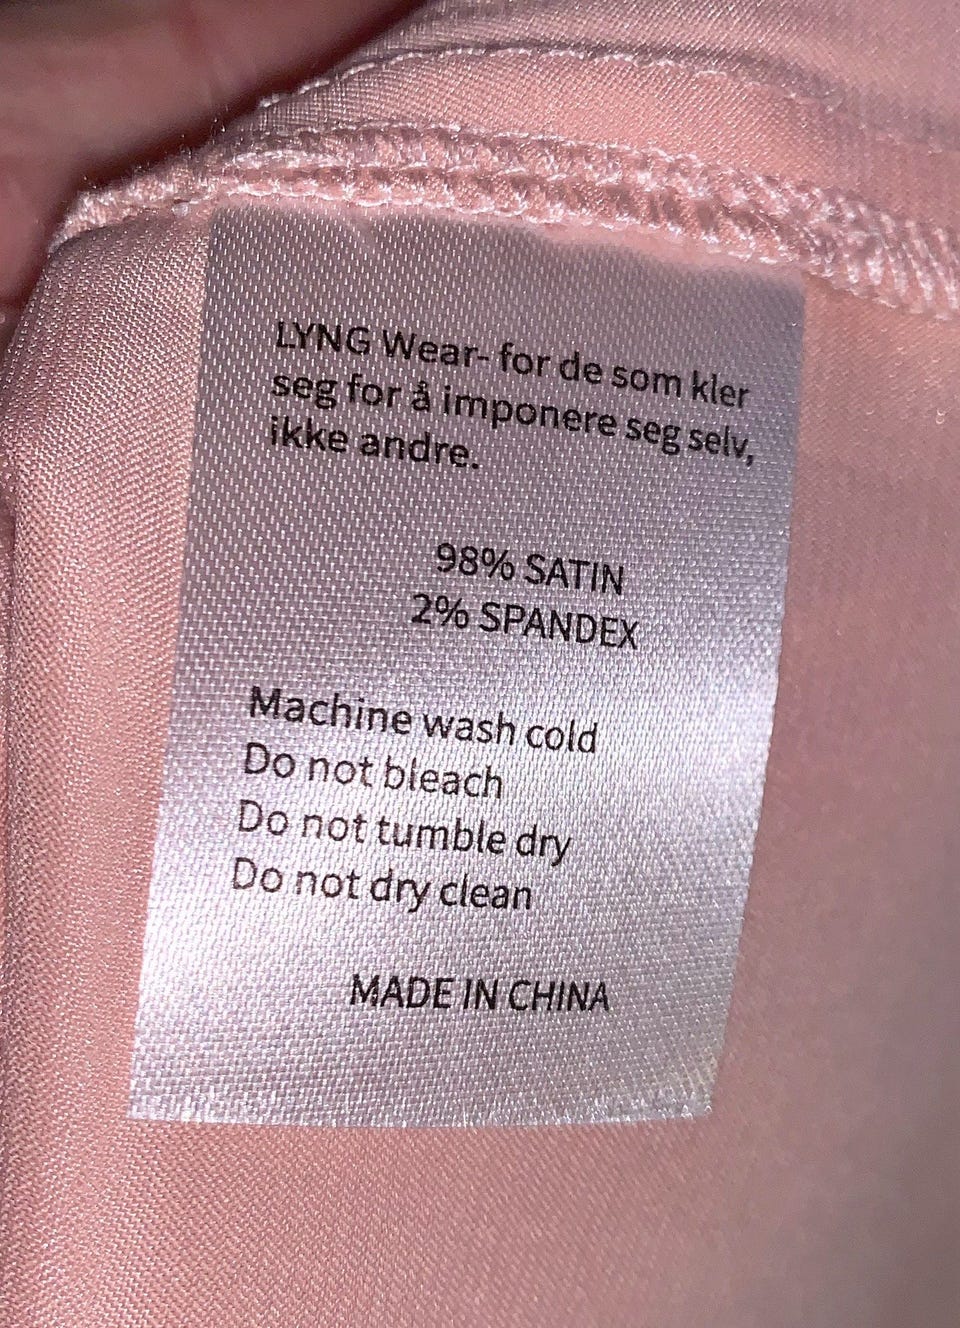 LYNG Wear- for de som kler
seg for å imponere seg selv,
ikke andre.
98% SATIN
2% SPANDEX
Machine wash cold
Do not bleach
Do not tumble dry
Do not dry clean
MADE IN CHINA